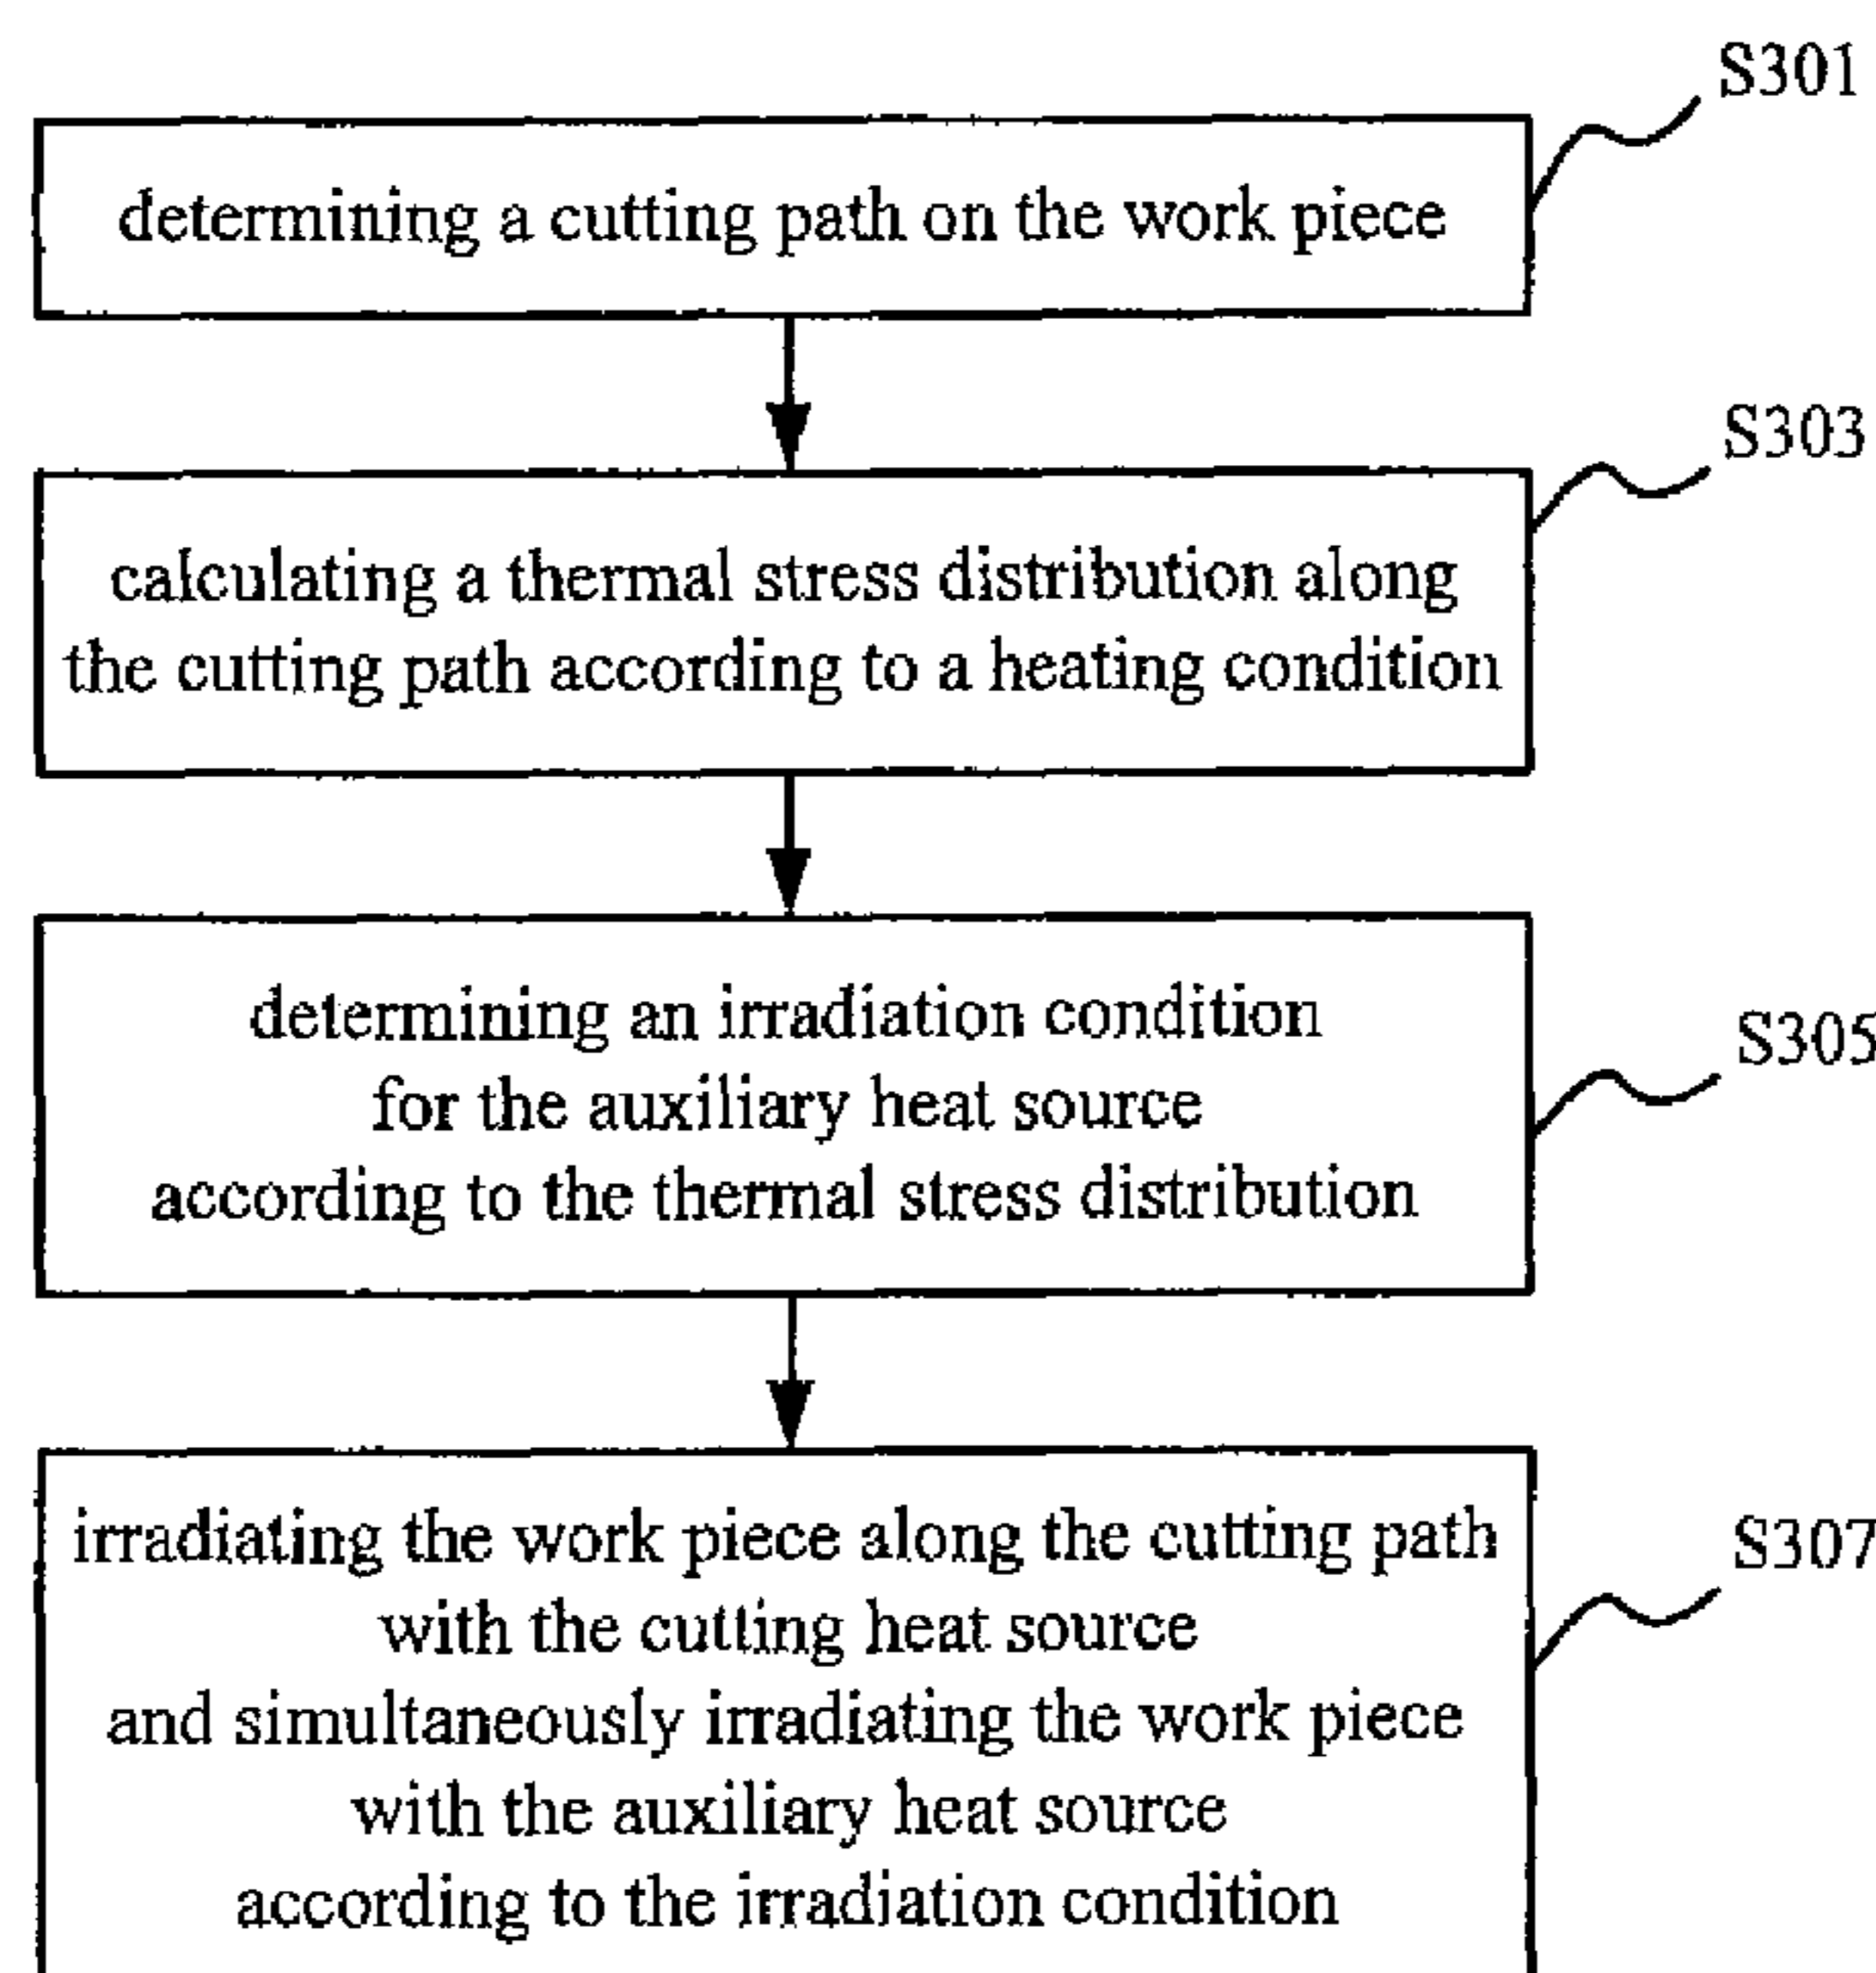 S301
determining a cutting path on the work piece
S303
calculating a thermal stress distribution along
the cutting path according to a heating condition
S305
determining an irradiation condition
for the auxiliary heat source
according to the thermal stress distribution
S307
irradiating the work piece along the cutting path
with the cutting heat source
and simultaneously irradiating the work piece
with the auxiliary heat source
according to the irradiation condition